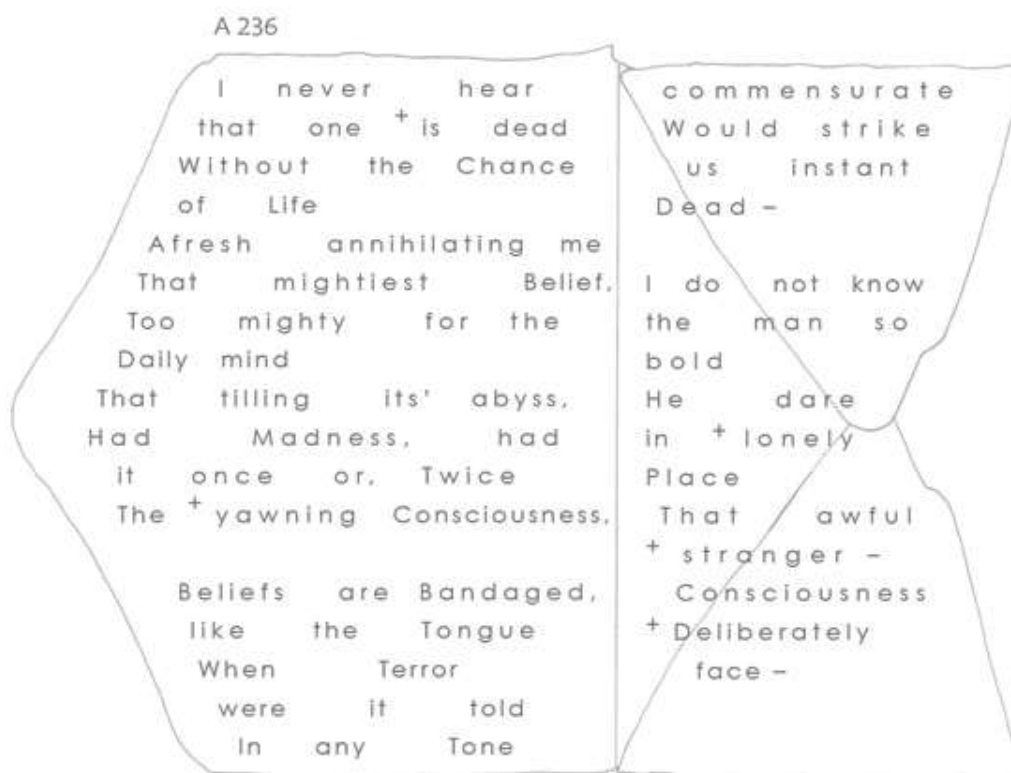 A 236
I never hear
that one + is dead
Without the Chance
of Life
Afresh annihilating me
That mightiest Belief,
Too mighty for the
Daily mind
That tilling its' abyss,
Had Madness, had
it once or, Twice
The + yawning Consciousness,
Beliefs are Bandaged,
like the Tongue
When Terror
were it told
In any Tone
commensurate
Would strike
us instant
Dead –
I do not know
the man so
bold
He dare
in + lonely
Place
That awful
+ stranger –
Consciousness
+ Deliberately
face –